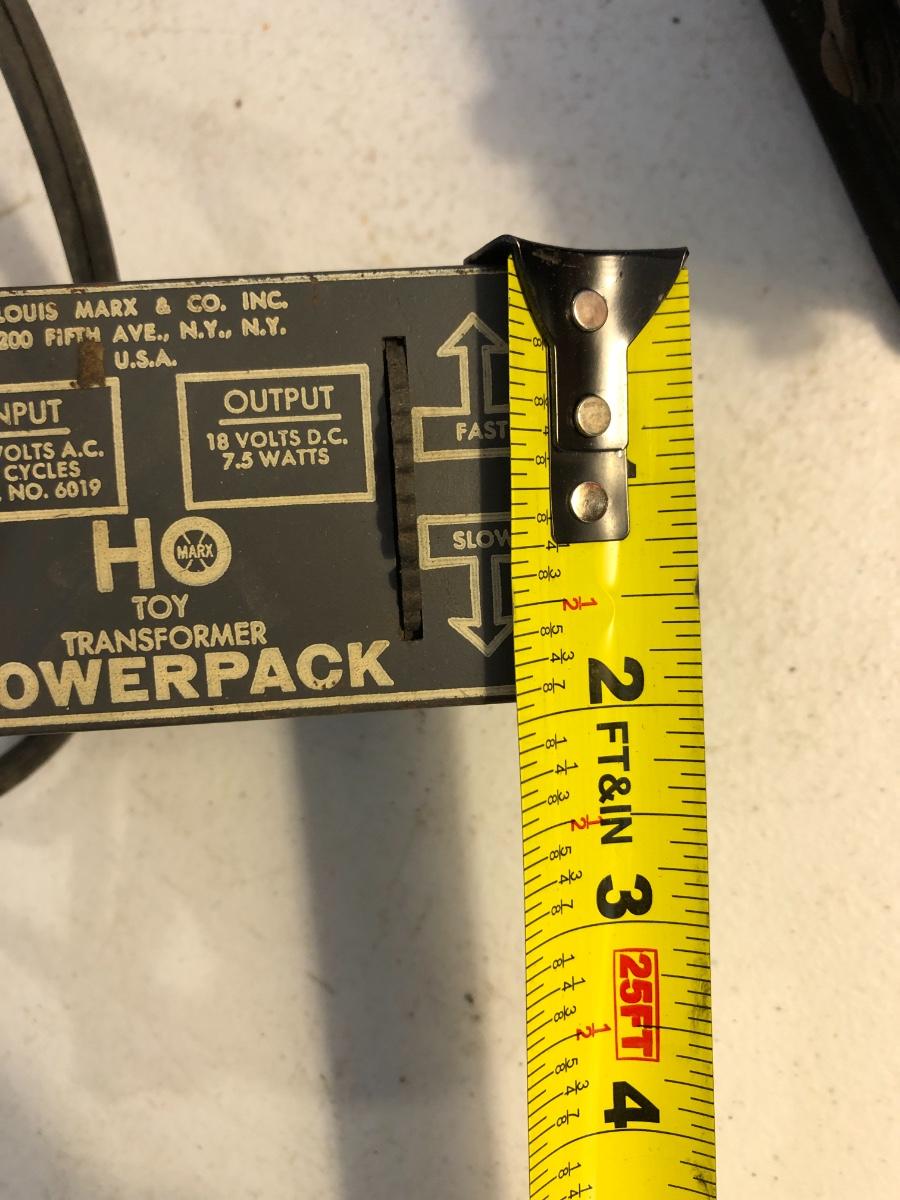 LOUIS MARX & CO. INC.
200 FIFTH AVE., N.Y., N.Y.
U.S.A.
NPUT
VOLTS A.C.
CYCLES
NO. 6019
OUTPUT
18 VOLTS D.C.
7.5 WATTS
FAST
SLOW
HO
MARX
TOY
TRANSFORMER
OWERPACK
2
FT&IN
3
25FT
4